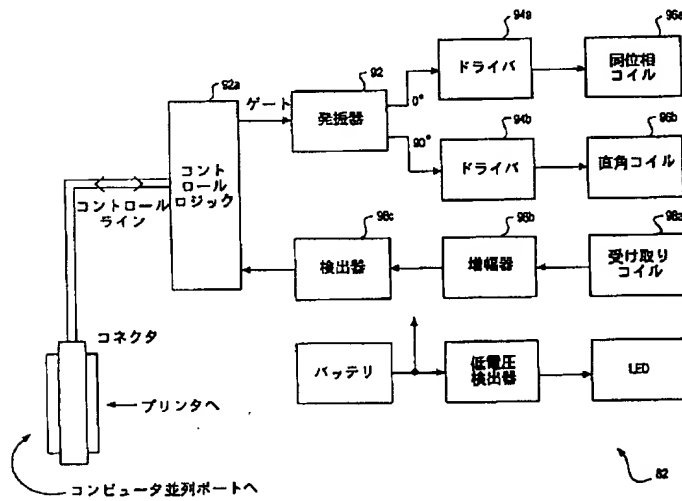 94a
96a
92a
92
ドライバ
同位相
コイル
ゲート
0°
発振器
90°
94b
96b
ドライバ
直角コイル
コント
ロール
ロジック
コントロール
ライン
98c
98b
98a
検出器
増幅器
受け取り
コイル
コネクタ
バッテリ
低電圧
検出器
LED
プリンタへ
コンピュータ並列ポートへ
82